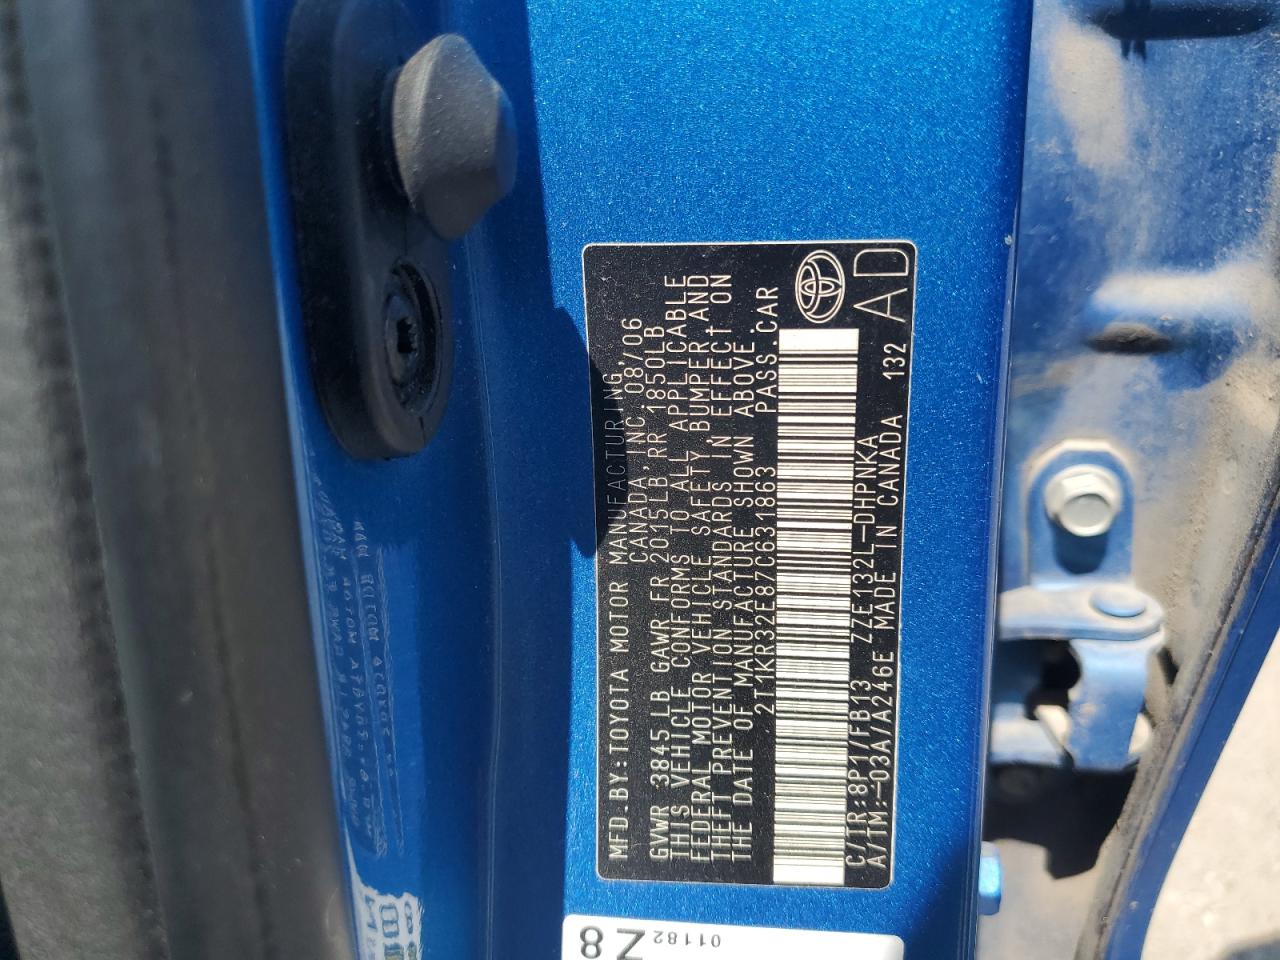 MFD.BY:TOYOTA MOTOR MANUFACTURING,
CANADA,INC. 08/06
GVWR 3845LB GAWR FR 2015LB,RR 1850LB
THIS VEHICLE CONFORMS TO ALL APPLICABLE
FEDERAL MOTOR VEHICLE SAFETY,BUMPER,AND
THEFT PREVENTION STANDARDS IN EFFECT ON
THE DATE OF MANUFACTURE SHOWN ABOVE.
2T1KR32E87C631863 PASS.CAR
C/TR:8P1/FB13 ZZE132L-DHPNKA
A/TM:-03A/A246E MADE IN CANADA 132
AD
Z8
01182